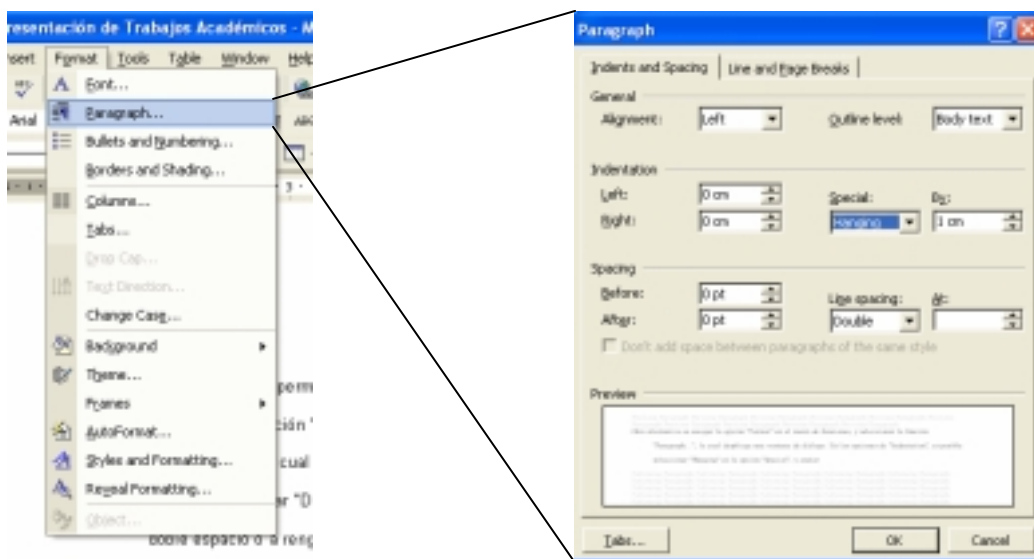 resentación de Trabajos Académicos - M
nsert Format Tools Table Window Help
Font...
Arial
Paragraph...
Bullets and Numbering...
Borders and Shading...
3
Columns...
Tabs...
Drop Cap...
Text Direction...
Change Case...
Background
Theme...
Frames
AutoFormat...
Styles and Formatting...
Reveal Formatting...
Object...
perm
ción "
cual
ar "D
doble espacio o a reng
Paragraph
Indents and Spacing Line and Page Breaks
General
Alignment: Left Outline level: Body text
Indentation
Left: 0 cm Special: By:
Right: 0 cm Hanging 1 cm
Spacing
Before: 0 pt Line spacing: At:
After: 0 pt Double
Don't add space between paragraphs of the same style
Preview
Tabs... OK Cancel